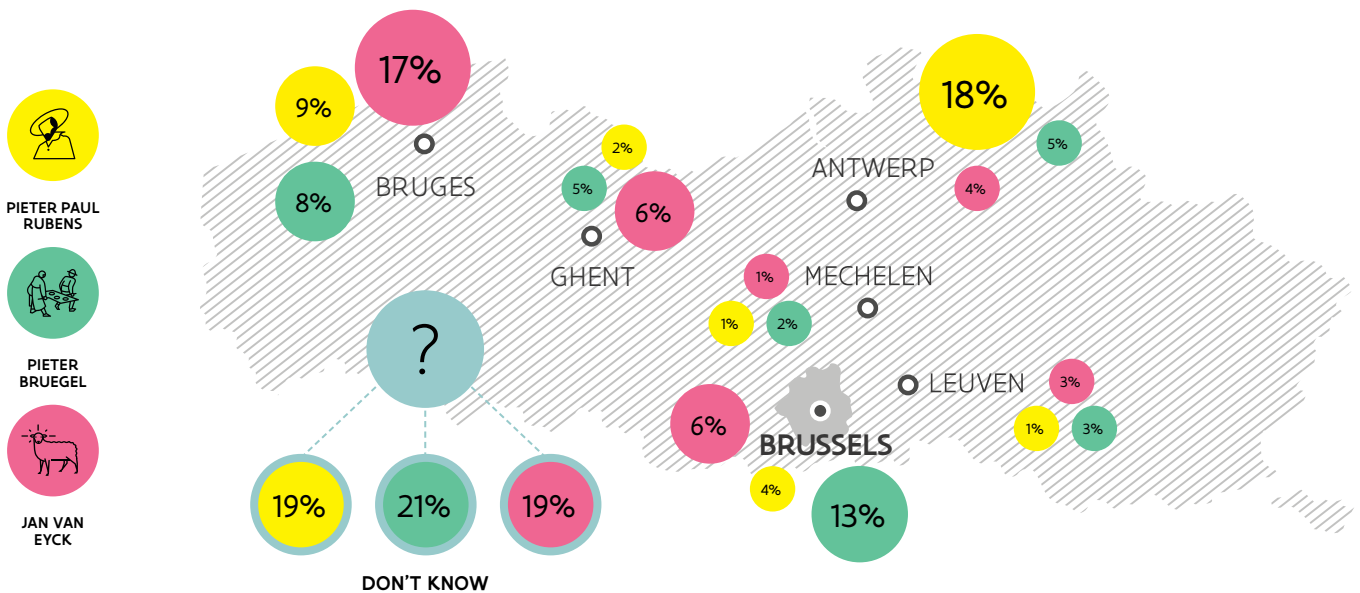 PIETER PAUL
RUBENS
PIETER
BRUEGEL
JAN VAN
EYCK
17%
9%
8%
BRUGES
2%
5%
6%
GHENT
18%
5%
4%
ANTWERP
1%
1%
2%
MECHELEN
6%
4%
13%
BRUSSELS
3%
1%
3%
LEUVEN
?
19%
21%
19%
DON'T KNOW